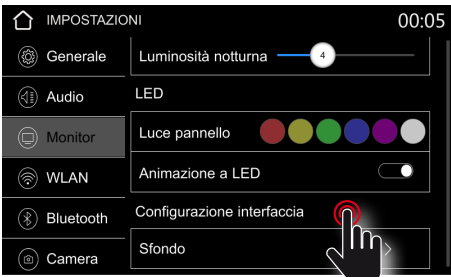 IMPOSTAZIONI
00:05
Generale
Audio
Monitor
WLAN
Bluetooth
Camera
Luminosità notturna
4
LED
Luce pannello
Animazione a LED
Configurazione interfaccia
Sfondo